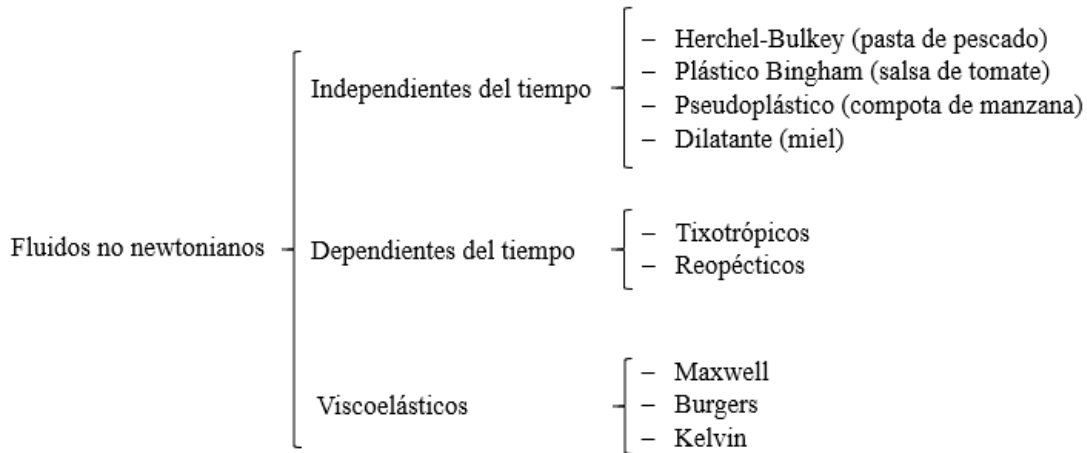 Fluidos no newtonianos
Independientes del tiempo
– Herchel-Bulkey (pasta de pescado)
– Plástico Bingham (salsa de tomate)
– Pseudoplástico (compota de manzana)
– Dilatante (miel)
Dependientes del tiempo
– Tixotrópicos
– Reopécticos
Viscoelásticos
– Maxwell
– Burgers
– Kelvin